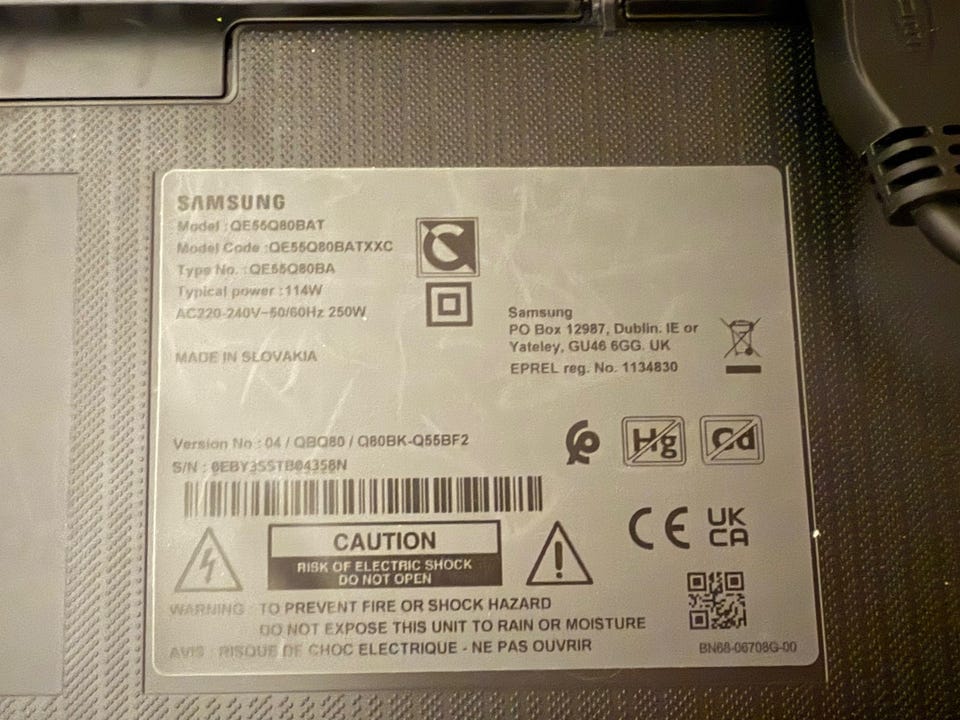 SAMSUNG
Model : QE55Q80BAT
Model Code : QE55Q80BATXXC
Type No. : QE55Q80BA
Typical power : 114W
AC220-240V~50/60Hz 250W
MADE IN SLOVAKIA
Samsung
PO Box 12987, Dublin. IE or
Yateley, GU46 6GG. UK
EPREL reg. No. 1134830
Version No : 04 / QBQ80 / Q80BK-Q55BF2
S/N :
Hg
Cd
CE
UK
CA
CAUTION
RISK OF ELECTRIC SHOCK
DO NOT OPEN
WARNING : TO PREVENT FIRE OR SHOCK HAZARD
DO NOT EXPOSE THIS UNIT TO RAIN OR MOISTURE
AVIS : RISQUE DE CHOC ELECTRIQUE - NE PAS OUVRIR
BN68-06708G-00